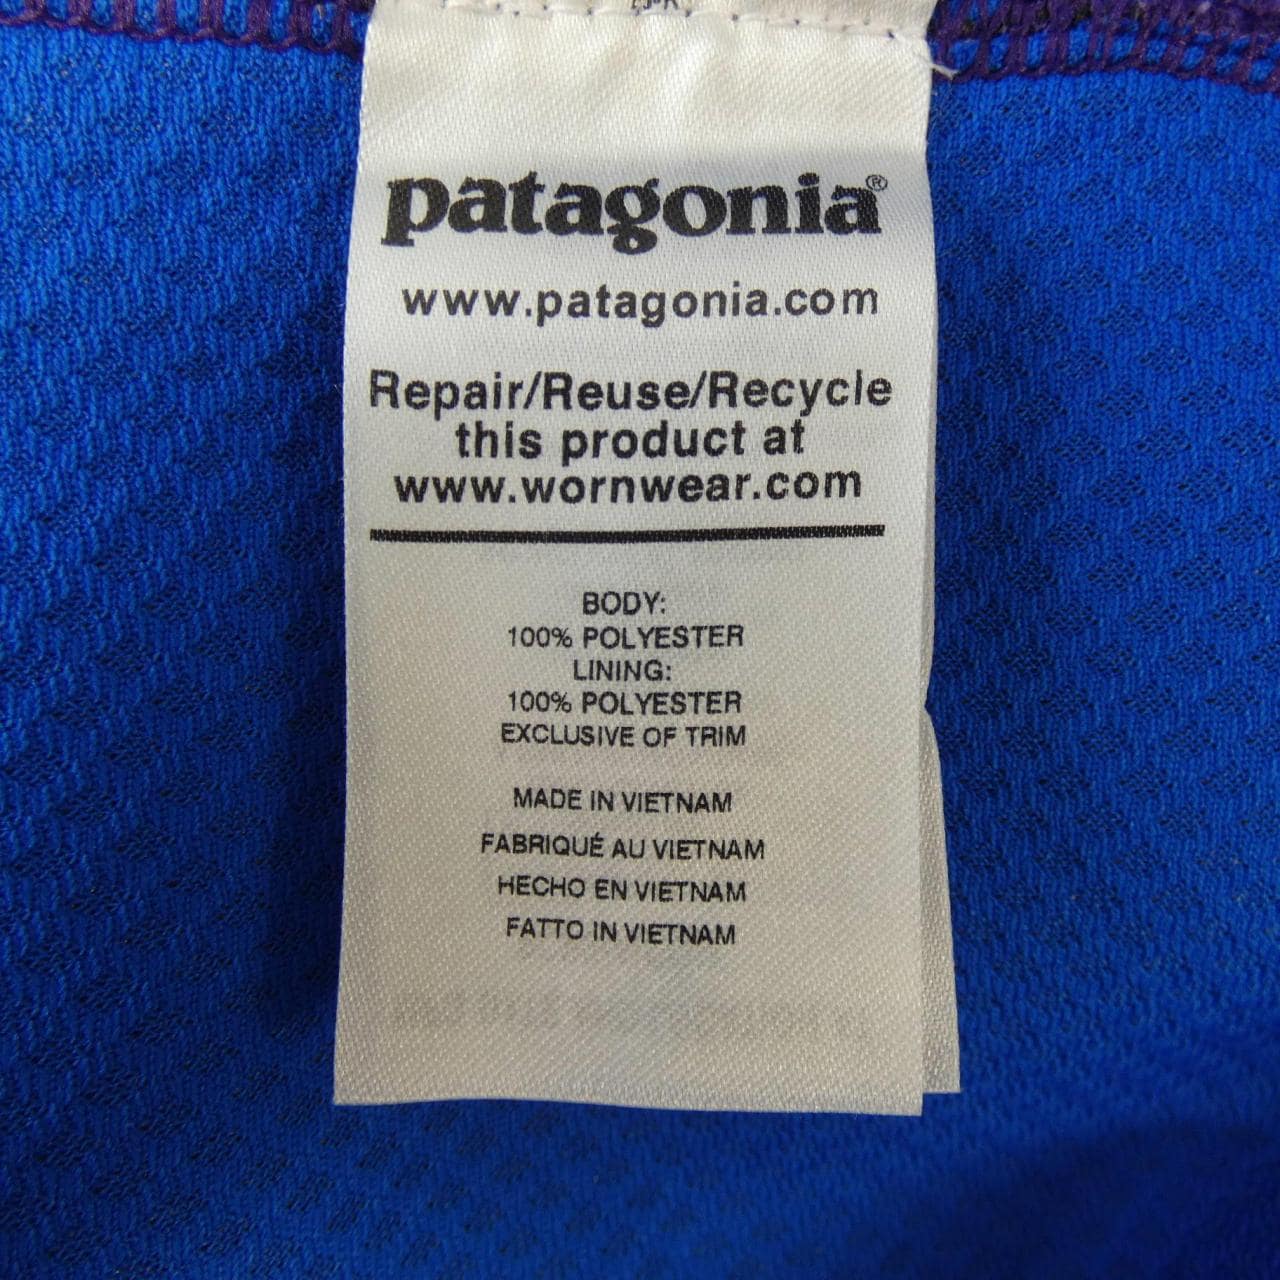 patagonia®
www.patagonia.com
Repair/Reuse/Recycle
this product at
www.wornwear.com
BODY:
100% POLYESTER
LINING:
100% POLYESTER
EXCLUSIVE OF TRIM
MADE IN VIETNAM
FABRIQUÉ AU VIETNAM
HECHO EN VIETNAM
FATTO IN VIETNAM